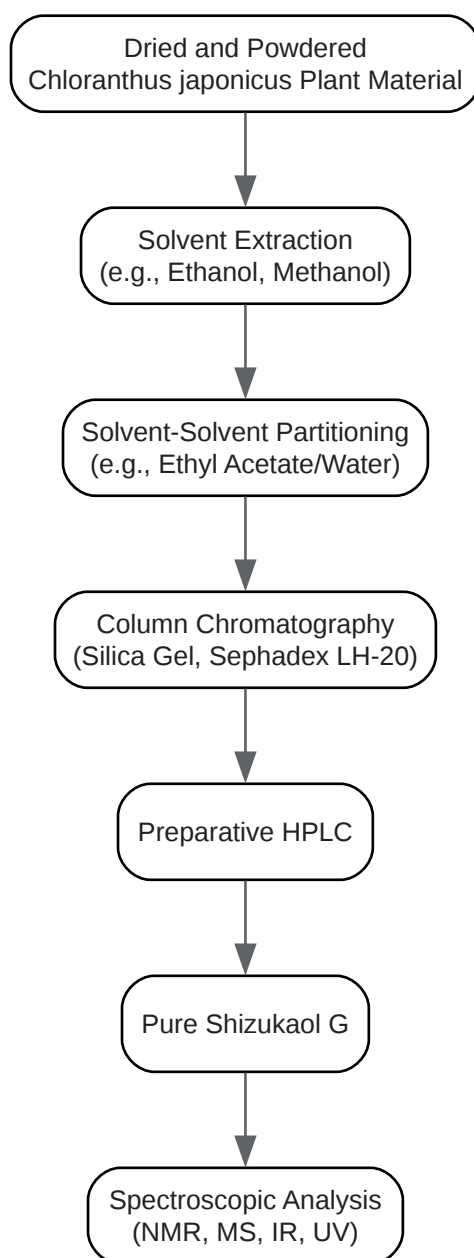 Dried and Powdered
Chloranthus japonicus Plant Material
Solvent Extraction
(e.g., Ethanol, Methanol)
Solvent-Solvent Partitioning
(e.g., Ethyl Acetate/Water)
Column Chromatography
(Silica Gel, Sephadex LH-20)
Preparative HPLC
Pure Shizukaol G
Spectroscopic Analysis
(NMR, MS, IR, UV)